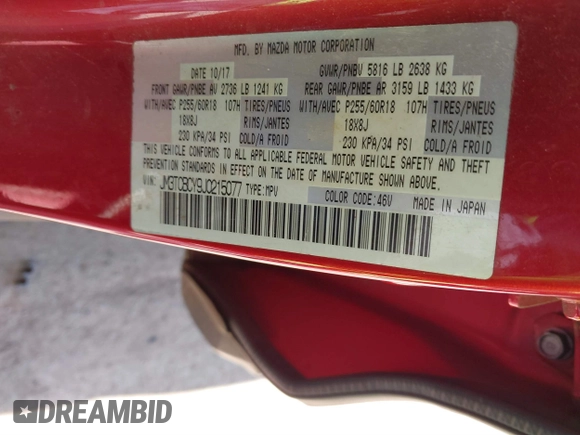 MFD. BY MAZDA MOTOR CORPORATION
DATE 10/17 GVWR/PNBV 5816 LB 2638 KG
FRONT GAWR/PNBE AV 2736 LB 1241 KG REAR GAWR/PNBE AR 3159 LB 1433 KG
WITH/AVEC P255/60R18 107H TIRES/PNEUS WITH/AVEC P255/60R18 107H TIRES/PNEUS
18X8J RIMS/JANTES 18X8J RIMS/JANTES
230 KPA/34 PSI COLD/A FROID 230 KPA/34 PSI COLD/A FROID
THIS VEHICLE CONFORMS TO ALL APPLICABLE FEDERAL MOTOR VEHICLE SAFETY AND THEFT
PREVENTION STANDARDS IN EFFECT ON THE DATE OF MANUFACTURE SHOWN ABOVE.
VIN: JM3TCBCY9J0215077 TYPE:MPV
COLOR CODE:46V MADE IN JAPAN
DREAMBID